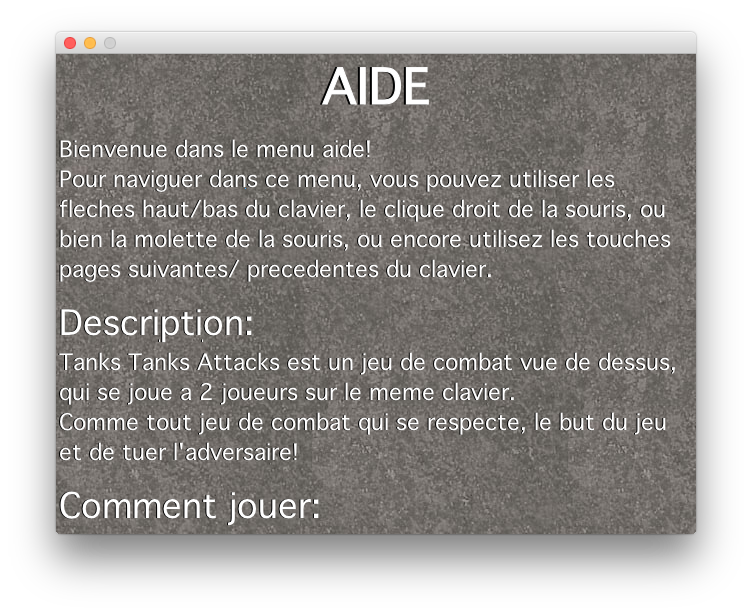 AIDE
Bienvenue dans le menu aide!
Pour naviguer dans ce menu, vous pouvez utiliser les
fleches haut/bas du clavier, le clique droit de la souris, ou
bien la molette de la souris, ou encore utilisez les touches
pages suivantes/ precedentes du clavier.
Description:
Tanks Tanks Attacks est un jeu de combat vue de dessus,
qui se joue a 2 joueurs sur le meme clavier.
Comme tout jeu de combat qui se respecte, le but du jeu
et de tuer l'adversaire!
Comment jouer: